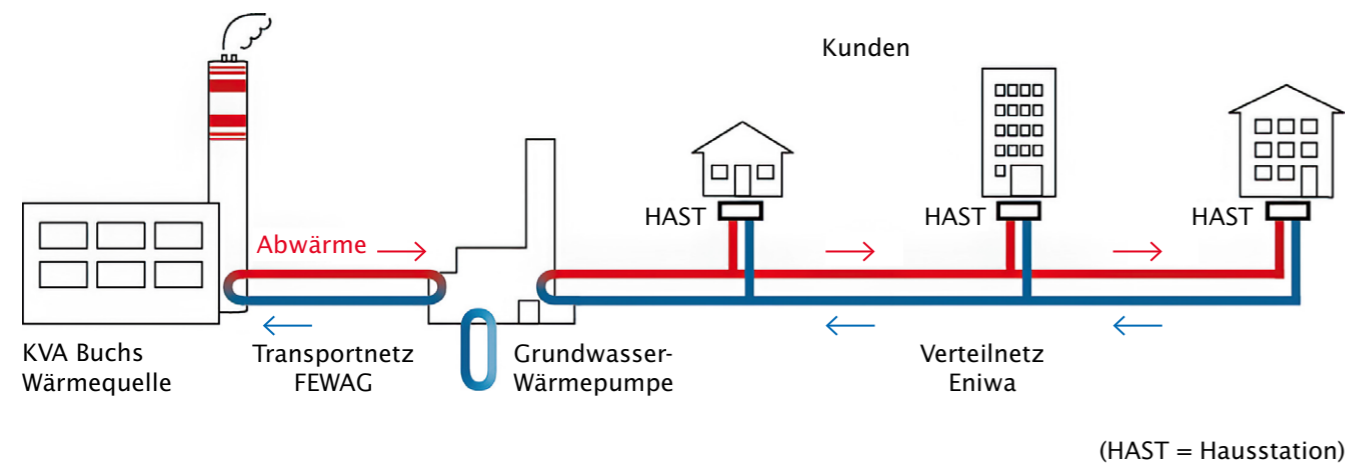 Kunden
HAST
HAST
HAST
Abwärme
KVA Buchs
Wärmequelle
Transportnetz
FEWAG
Grundwasser-
Wärmepumpe
Verteilnetz
Eniwa
(HAST = Hausstation)